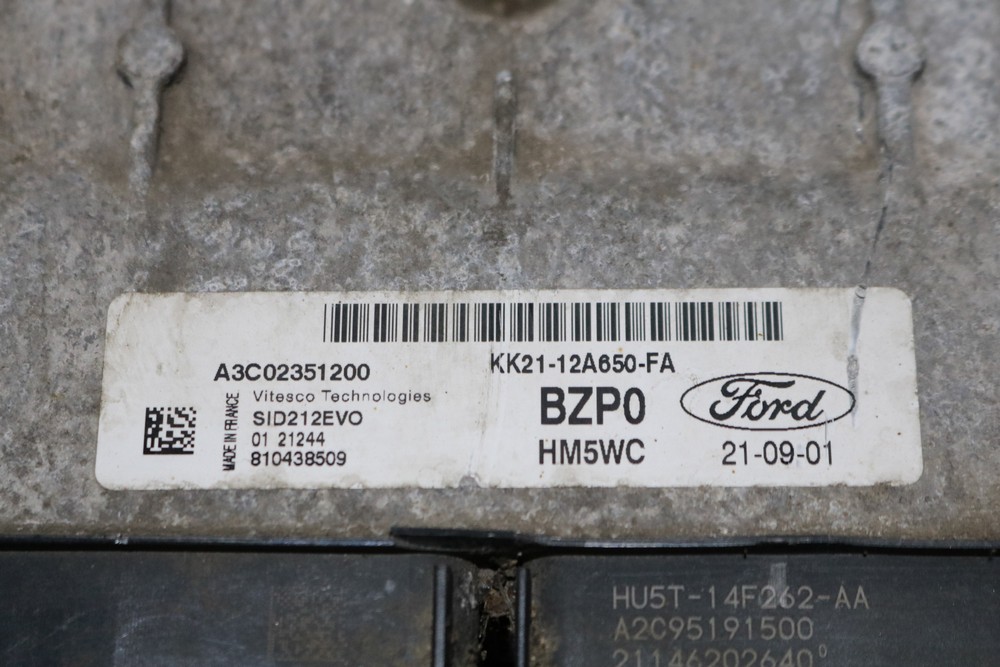 KK21-12A650-FA
A3C02351200
Vitesco Technologies
SID212EVO
01 21244
810438509
MADE IN FRANCE
BZP0
HM5WC
Ford
21-09-01
HU5T-14F262-AA
A2C95191500
21146202640 D